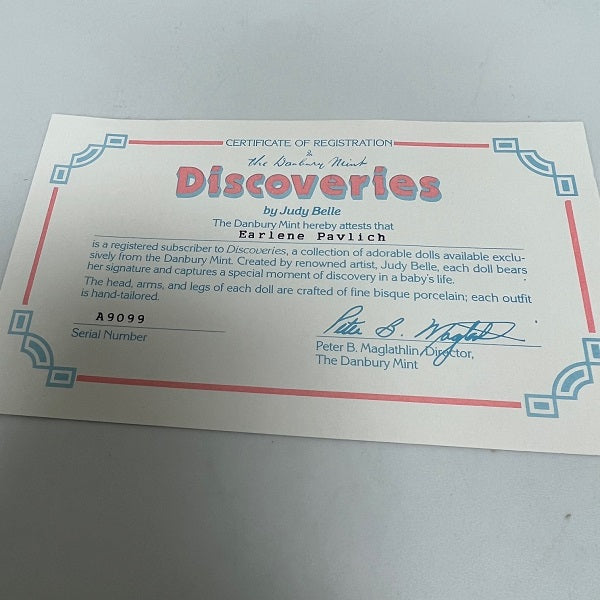 CERTIFICATE OF REGISTRATION
the Danbury Mint
Discoveries
by Judy Belle
The Danbury Mint hereby attests that
Earlene Pavlich
is a registered subscriber to Discoveries, a collection of adorable dolls available exclu-
sively from the Danbury Mint. Created by renowned artist, Judy Belle, each doll bears
her signature and captures a special moment of discovery in a baby's life.
The head, arms, and legs of each doll are crafted of fine bisque porcelain; each outfit
is hand-tailored.
A9099
Serial Number
Peter B. Maglathlin
Peter B. Maglathlin, Director,
The Danbury Mint